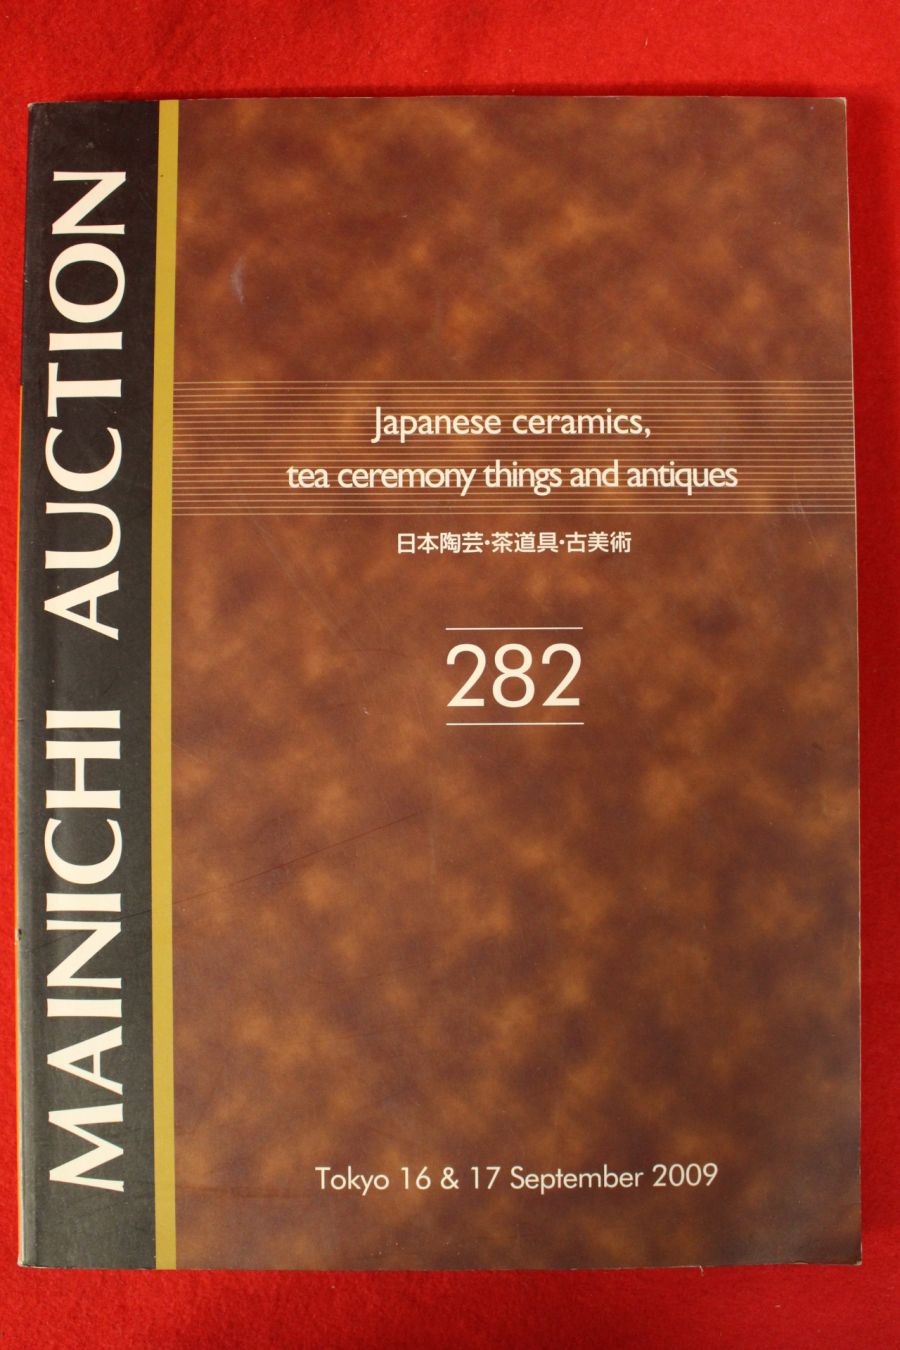 MAINICHI AUCTION
Japanese ceramics,
tea ceremony things and antiques
日本陶芸・茶道具・古美術
282
Tokyo 16 & 17 September 2009